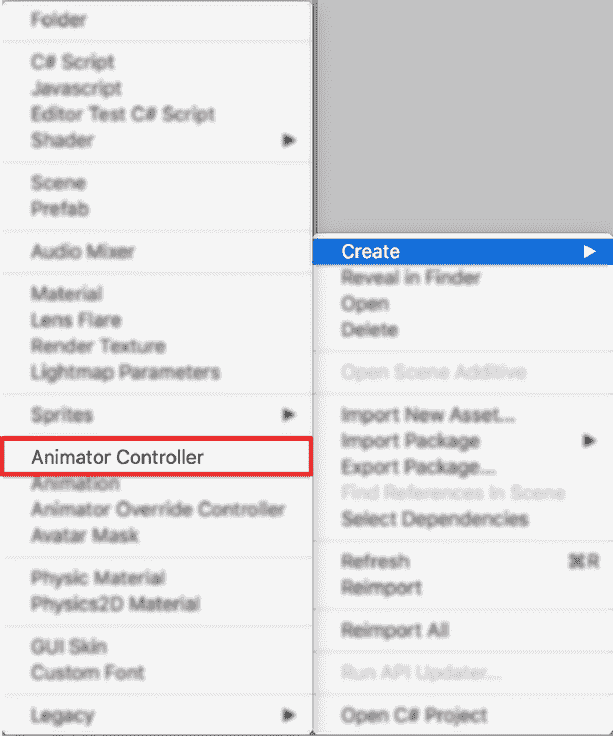 Folder
C# Script
Javascript
Editor Test C# Script
Shader
Scene
Prefab
Audio Mixer
Material
Lens Flare
Render Texture
Lightmap Parameters
Sprites
Animator Controller
Animation
Animator Override Controller
Avatar Mask
Physic Material
Physics2D Material
GUI Skin
Custom Font
Legacy
Create
Reveal in Finder
Open
Delete
Open Scene Additive
Import New Asset...
Import Package
Export Package...
Find References In Scene
Select Dependencies
Refresh ⌘R
Reimport
Reimport All
Run API Updater...
Open C# Project